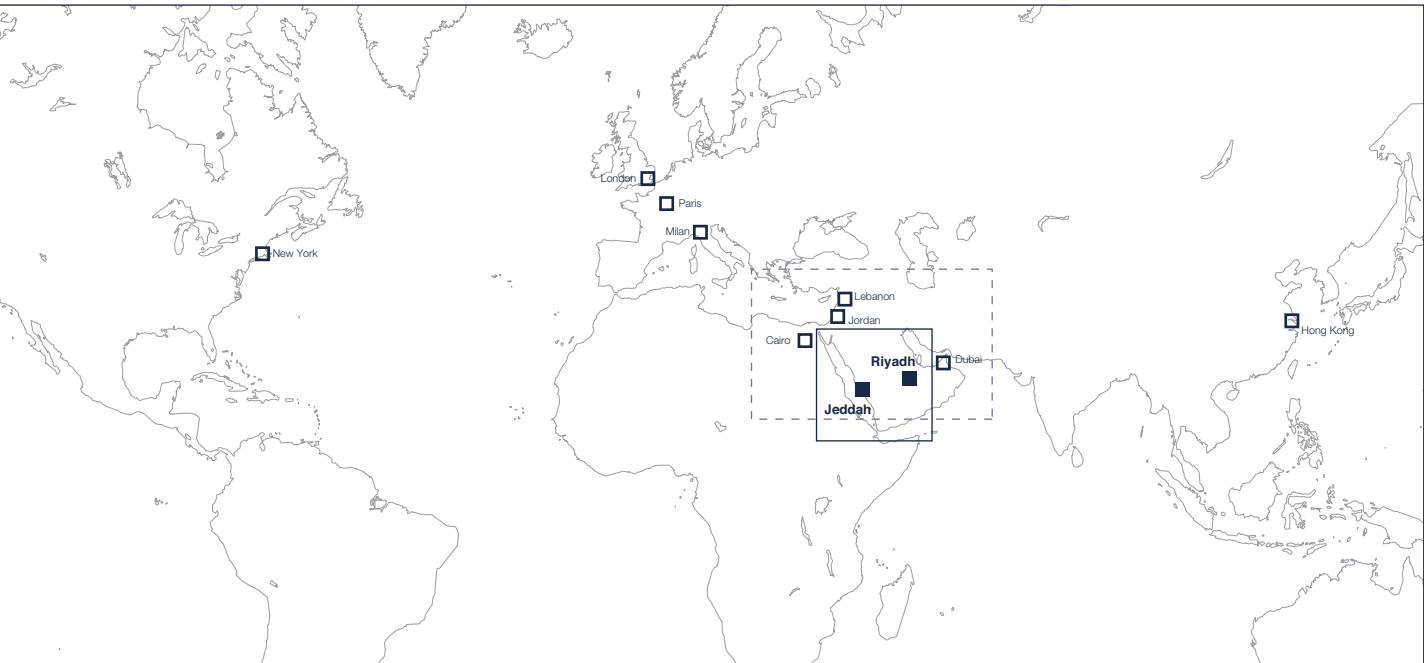 London
Paris
Milan
New York
Lebanon
Jordan
Hong Kong
Cairo
Dubai
Riyadh
Jeddah